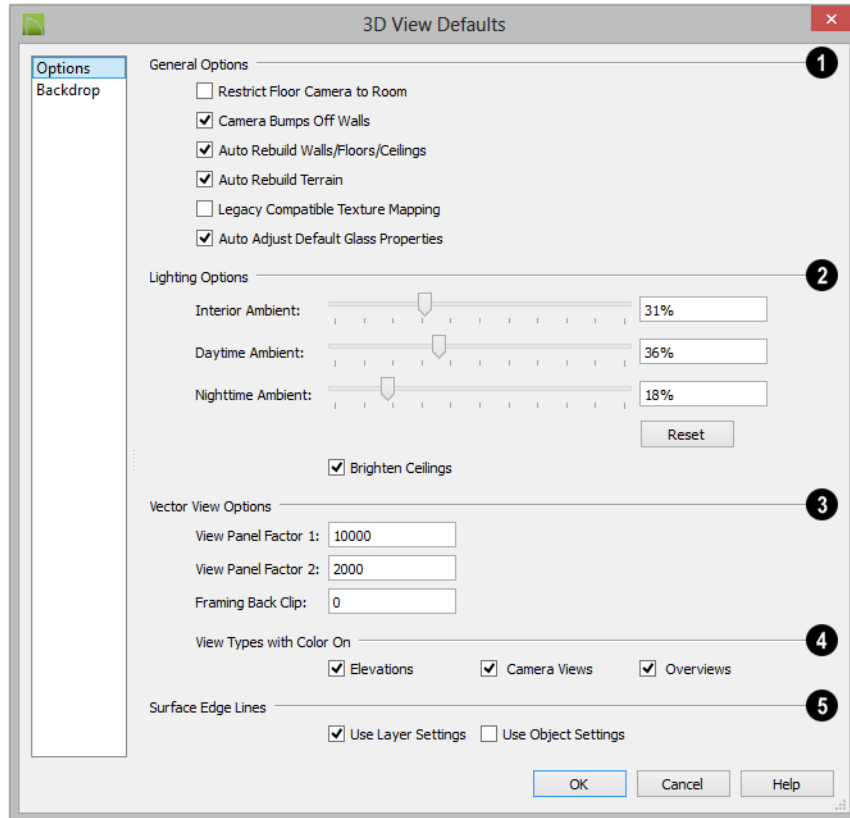 3D View Defaults
Options
Backdrop
General Options 1
Restrict Floor Camera to Room
Camera Bumps Off Walls
Auto Rebuild Walls/Floors/Ceilings
Auto Rebuild Terrain
Legacy Compatible Texture Mapping
Auto Adjust Default Glass Properties
Lighting Options 2
Interior Ambient: 31%
Daytime Ambient: 36%
Nighttime Ambient: 18%
Reset
Brighten Ceilings
Vector View Options 3
View Panel Factor 1: 10000
View Panel Factor 2: 2000
Framing Back Clip: 0
View Types with Color On 4
Elevations Camera Views Overviews
Surface Edge Lines 5
Use Layer Settings Use Object Settings
OK Cancel Help